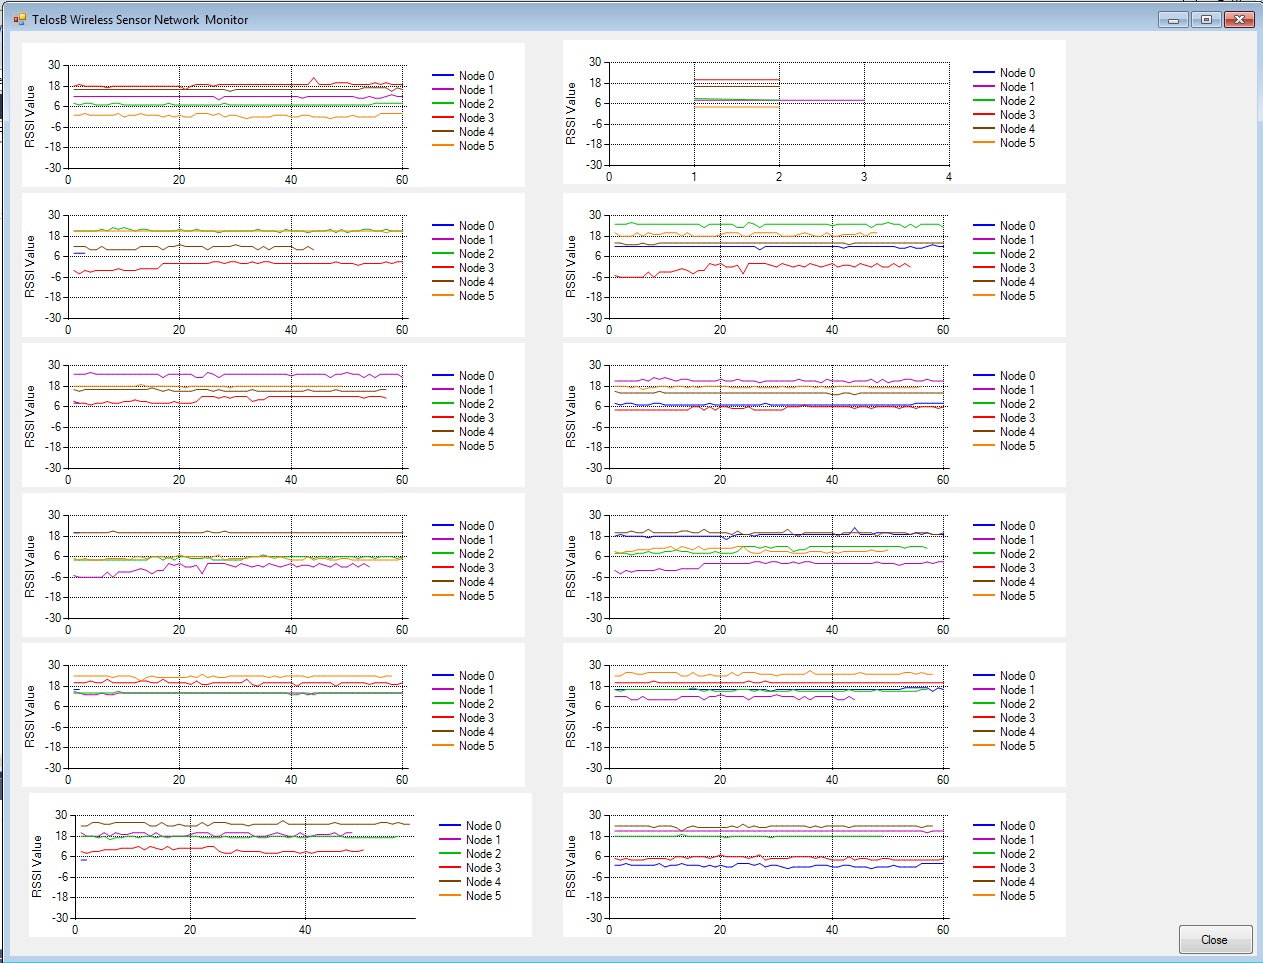 TelosB Wireless Sensor Network Monitor
RSSI Value
30
18
6
-6
-18
-30
0 20 40 60
Node 0
Node 1
Node 2
Node 3
Node 4
Node 5
RSSI Value
30
18
6
-6
-18
-30
0 1 2 3 4
Node 0
Node 1
Node 2
Node 3
Node 4
Node 5
RSSI Value
30
18
6
-6
-18
-30
0 20 40 60
Node 0
Node 1
Node 2
Node 3
Node 4
Node 5
RSSI Value
30
18
6
-6
-18
-30
0 20 40 60
Node 0
Node 1
Node 2
Node 3
Node 4
Node 5
RSSI Value
30
18
6
-6
-18
-30
0 20 40 60
Node 0
Node 1
Node 2
Node 3
Node 4
Node 5
RSSI Value
30
18
6
-6
-18
-30
0 20 40 60
Node 0
Node 1
Node 2
Node 3
Node 4
Node 5
RSSI Value
30
18
6
-6
-18
-30
0 20 40 60
Node 0
Node 1
Node 2
Node 3
Node 4
Node 5
RSSI Value
30
18
6
-6
-18
-30
0 20 40 60
Node 0
Node 1
Node 2
Node 3
Node 4
Node 5
RSSI Value
30
18
6
-6
-18
-30
0 20 40 60
Node 0
Node 1
Node 2
Node 3
Node 4
Node 5
RSSI Value
30
18
6
-6
-18
-30
0 20 40 60
Node 0
Node 1
Node 2
Node 3
Node 4
Node 5
RSSI Value
30
18
6
-6
-18
-30
0 20 40
Node 0
Node 1
Node 2
Node 3
Node 4
Node 5
RSSI Value
30
18
6
-6
-18
-30
0 20 40 60
Node 0
Node 1
Node 2
Node 3
Node 4
Node 5
Close